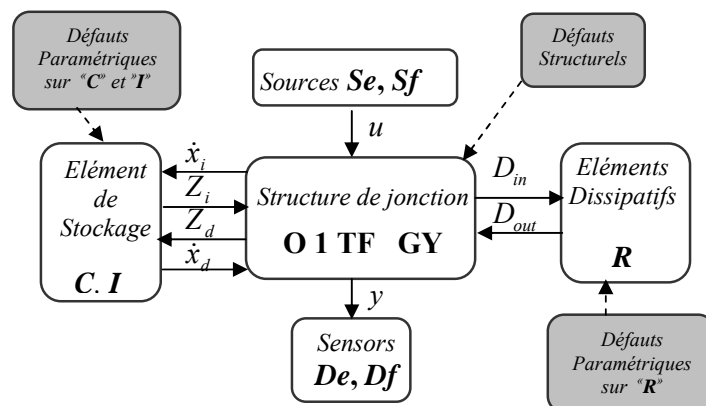 Défauts
Paramétriques
sur "C" et "I"
Sources Se, Sf
Défauts
Structurels
u
Elément
de
Stockage
C. I
ẋi
Zi
Zd
ẋd
Structure de jonction
O 1 TF GY
Din
Dout
Eléments
Dissipatifs
R
y
Sensors
De, Df
Défauts
Paramétriques
sur "R"